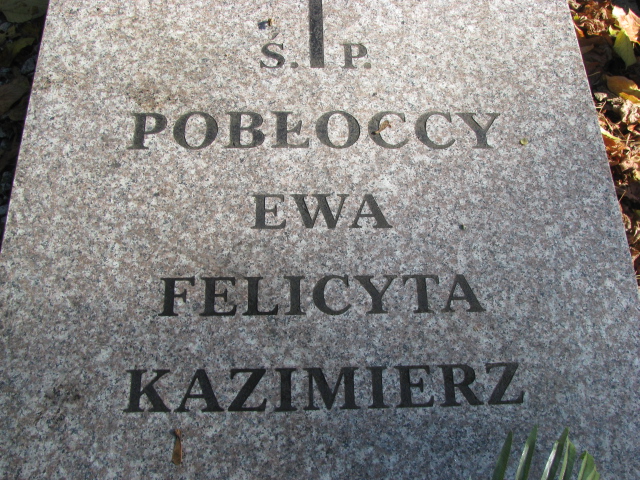 Ś. P.
POBŁOCCY
EWA
FELICYTA
KAZIMIERZ